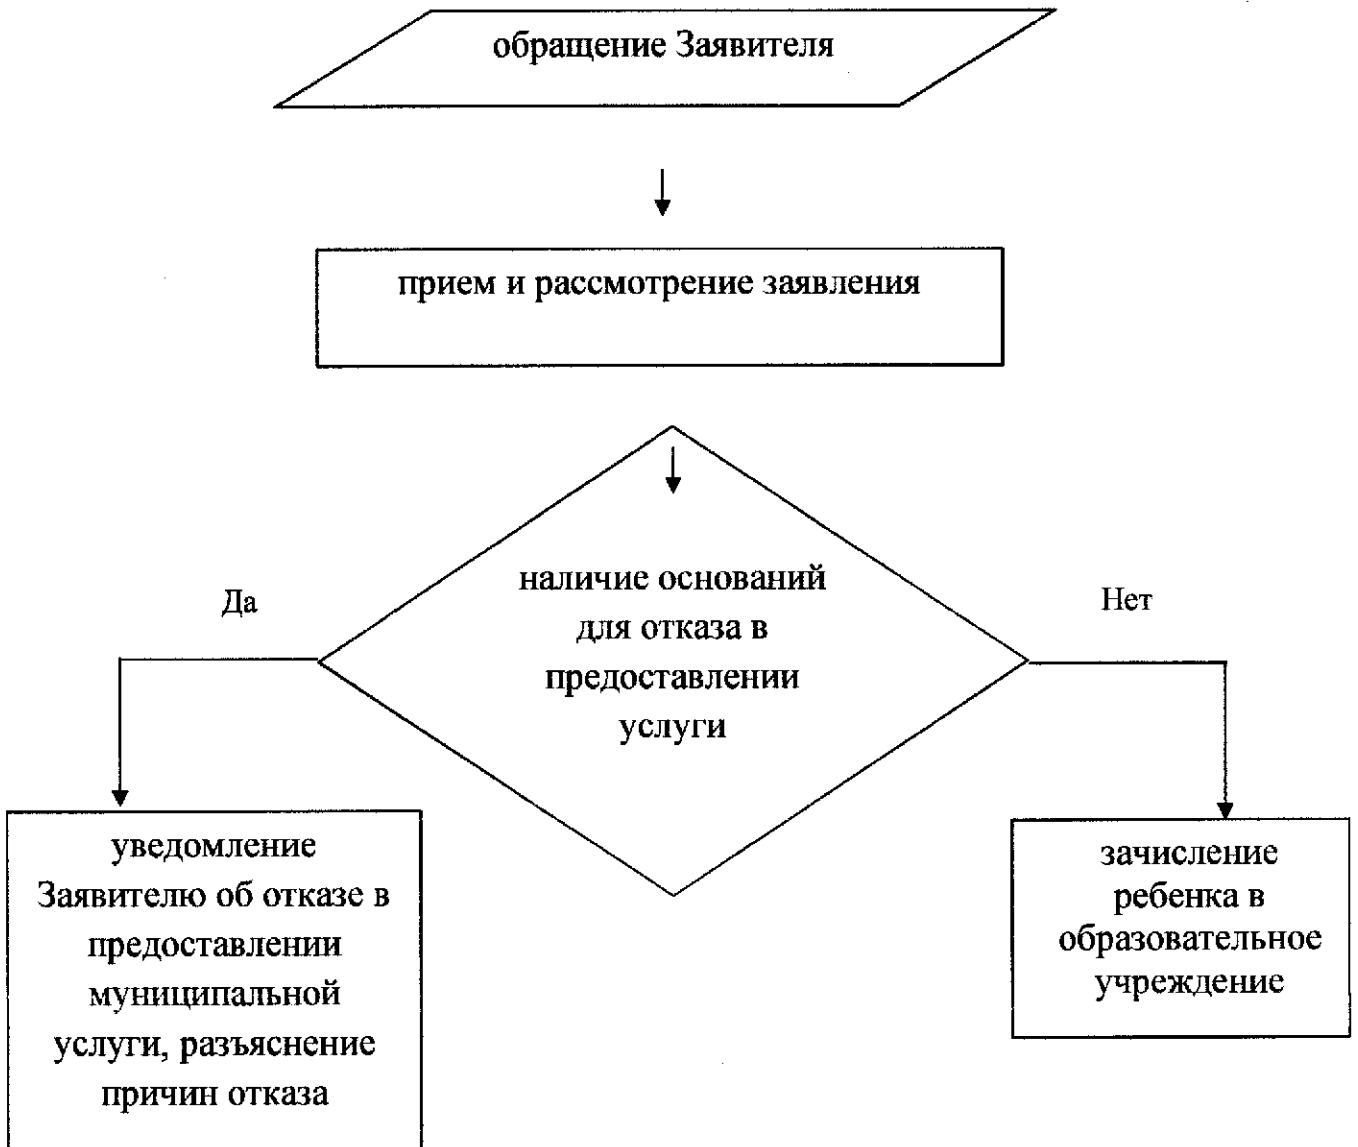 обращение Заявителя
прием и рассмотрение заявления
наличие оснований
для отказа в
предоставлении
услуги
Да
Нет
уведомление
Заявителю об отказе в
предоставлении
муниципальной
услуги, разъяснение
причин отказа
зачисление
ребенка в
образовательное
учреждение